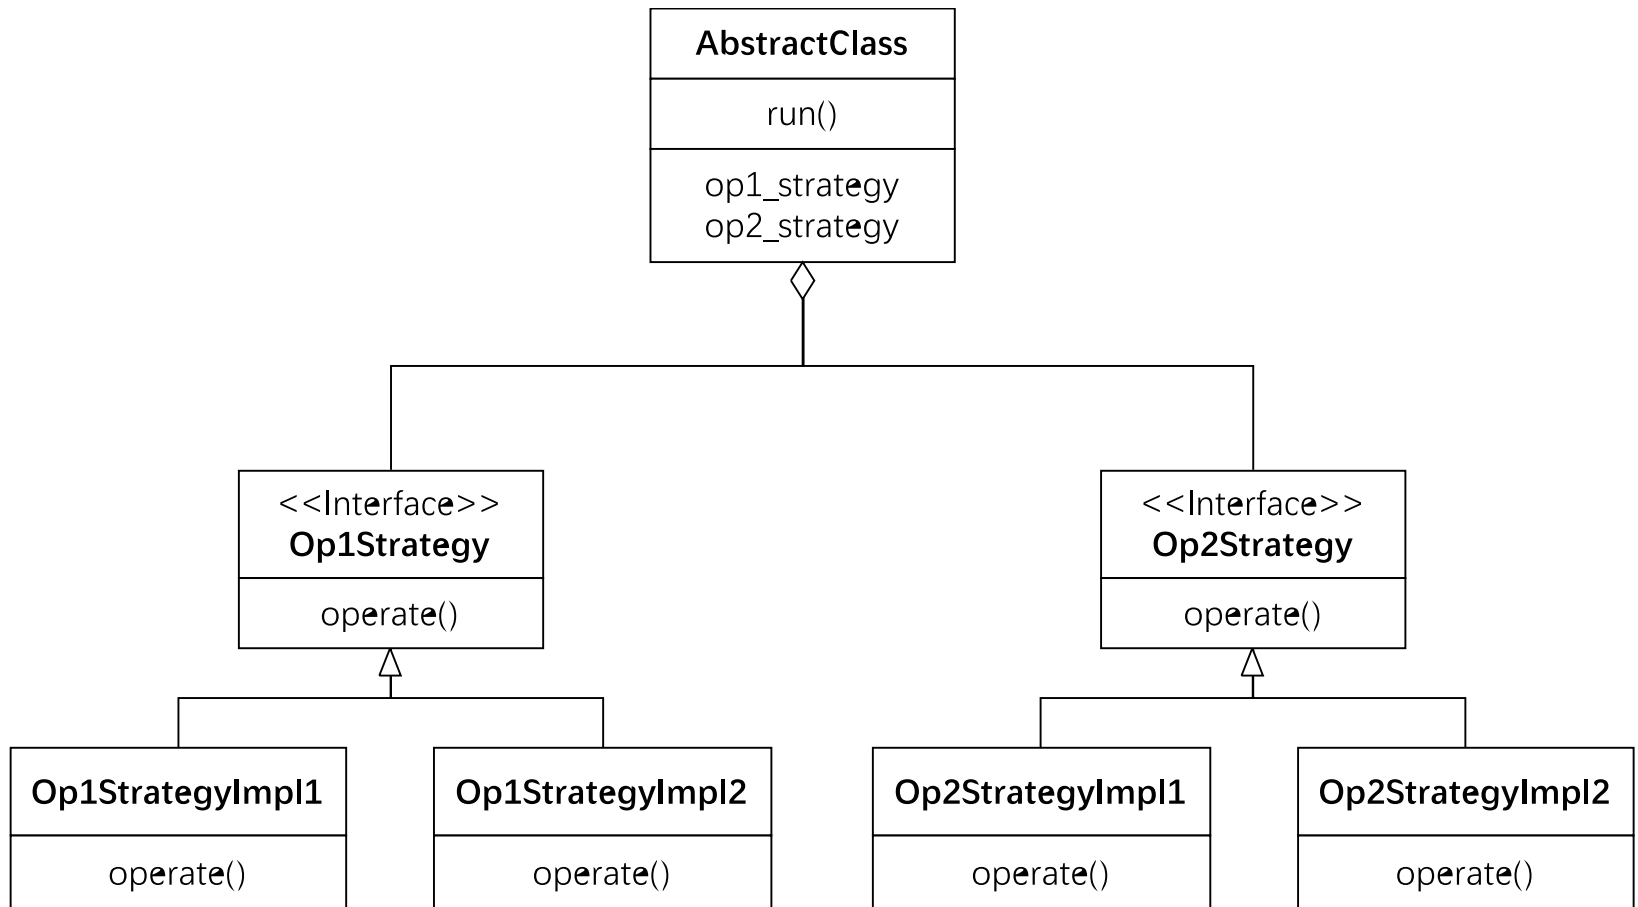 AbstractClass
run()
op1_strategy
op2_strategy
<<Interface>>
Op1Strategy
operate()
<<Interface>>
Op2Strategy
operate()
Op1StrategyImpl1
operate()
Op1StrategyImpl2
operate()
Op2StrategyImpl1
operate()
Op2StrategyImpl2
operate()